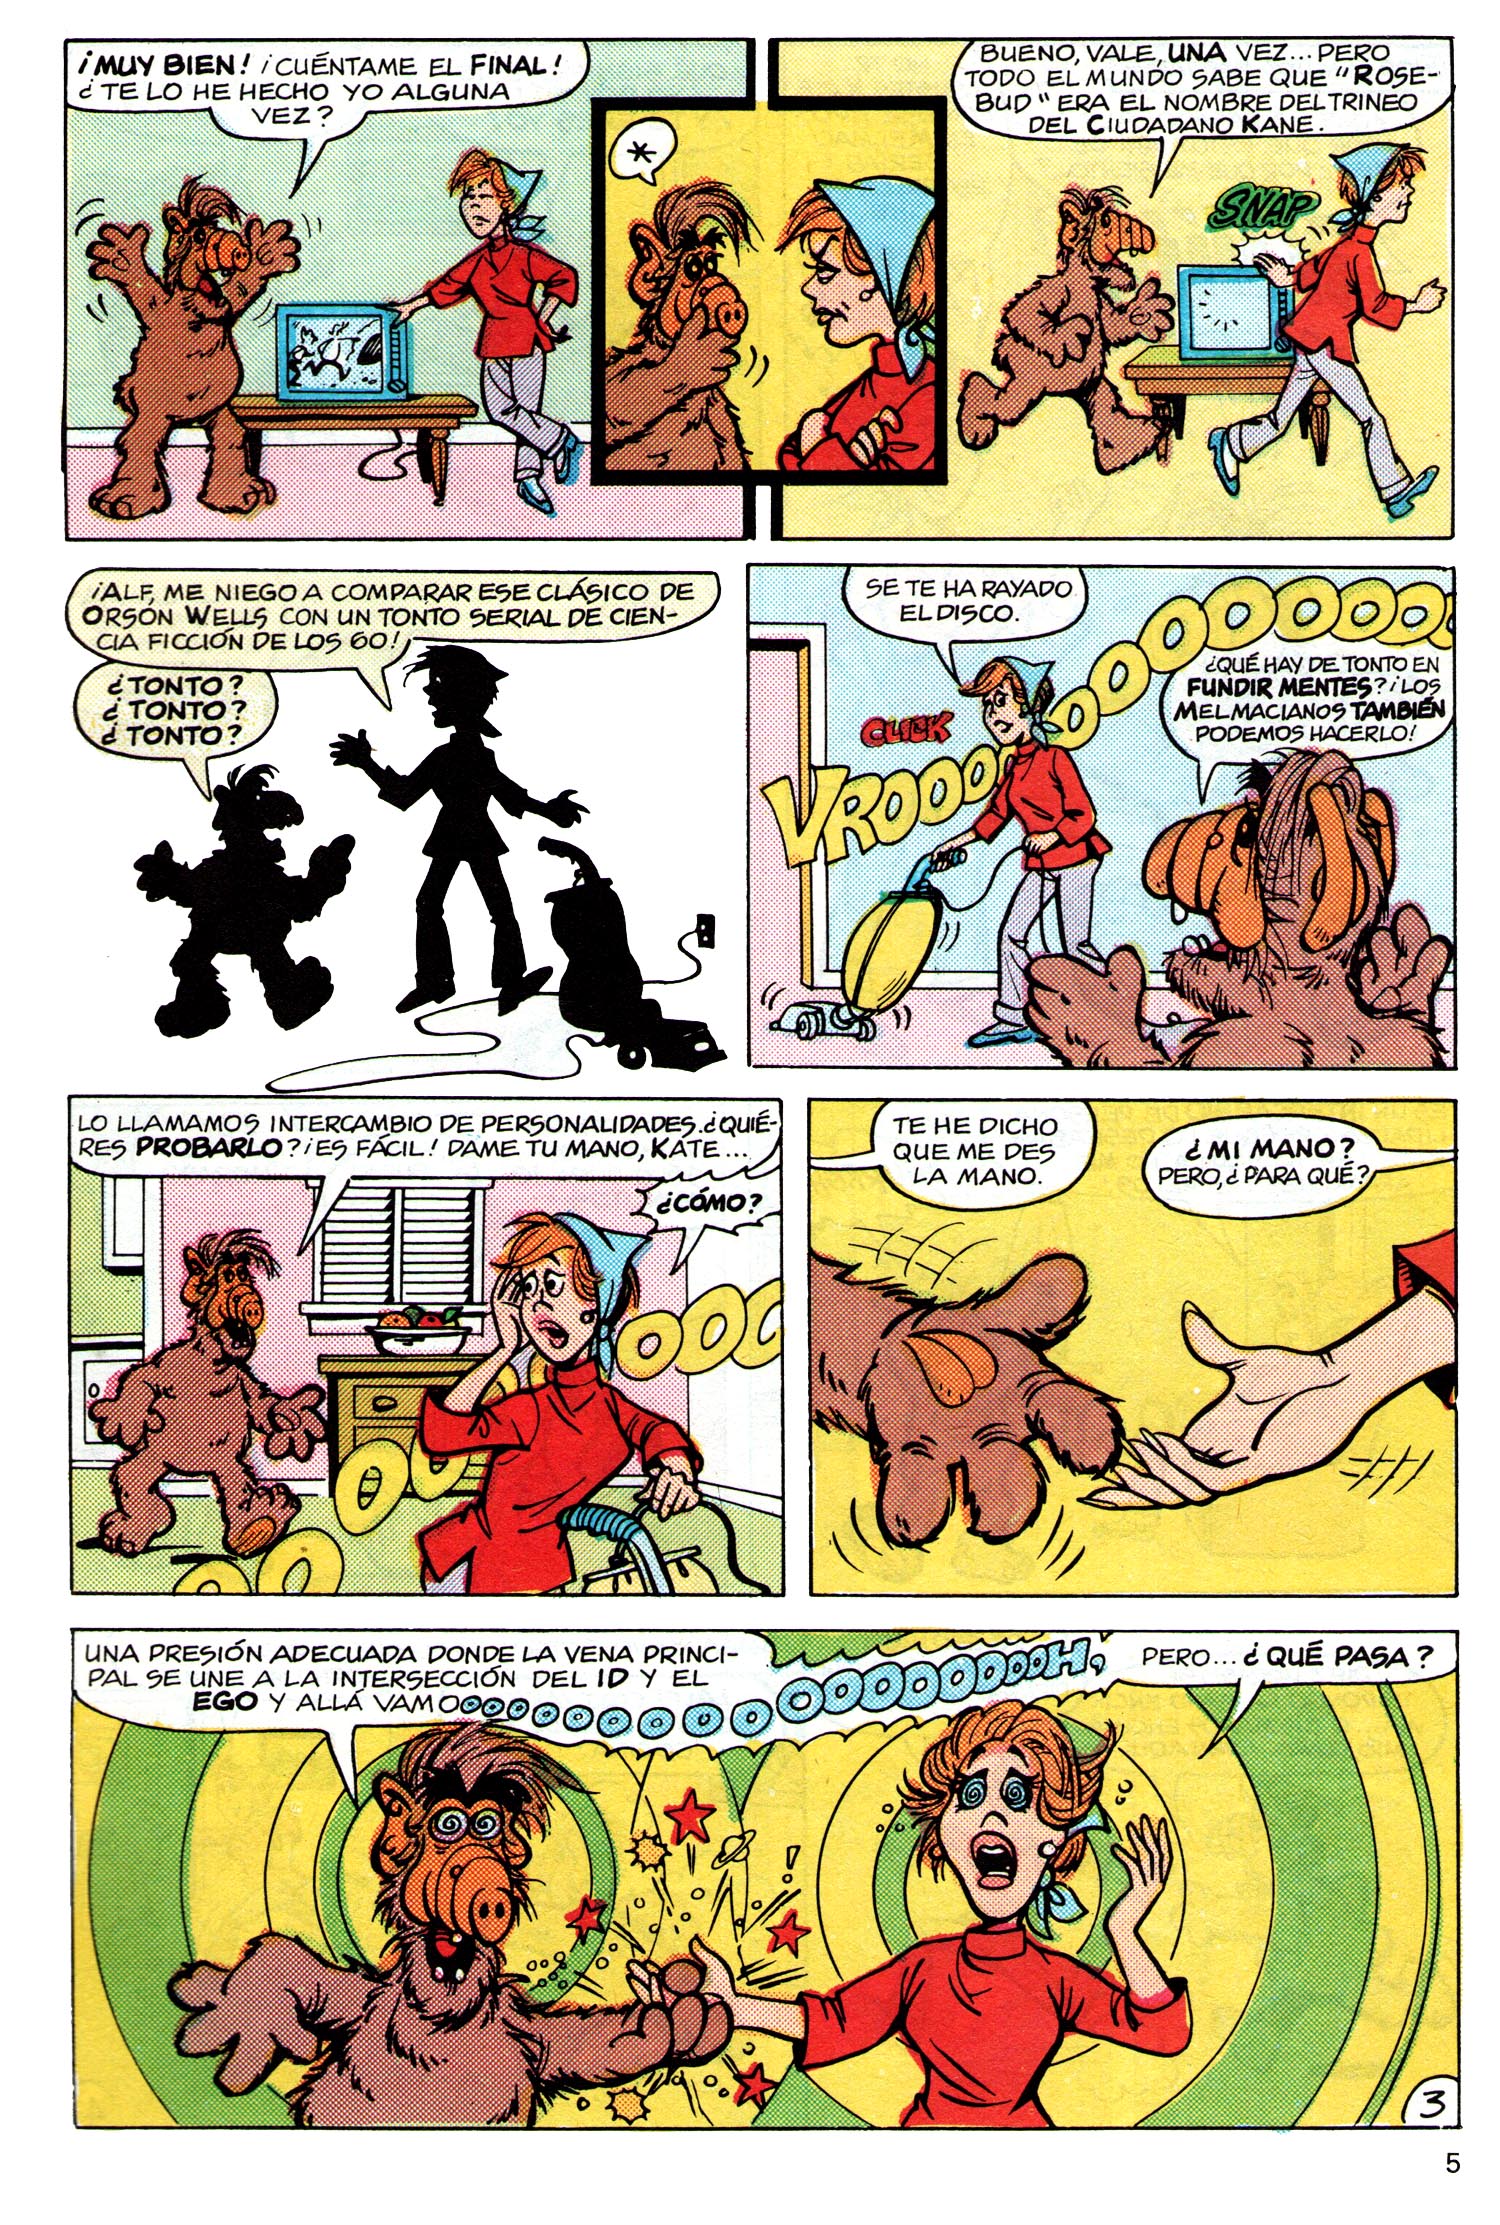 ¡MUY BIEN! ¡CUÉNTAME EL FINAL!
¿TE LO HE HECHO YO ALGUNA
VEZ?
*
BUENO, VALE, UNA VEZ... PERO
TODO EL MUNDO SABE QUE "ROSE-
BUD" ERA EL NOMBRE DEL TRINEO
DEL CIUDADANO KANE.
SNAP
¡ALF, ME NIEGO A COMPARAR ESE CLÁSICO DE
ORSON WELLS CON UN TONTO SERIAL DE CIEN-
CIA FICCIÓN DE LOS 60!
¿TONTO?
¿TONTO?
¿TONTO?
SE TE HA RAYADO
EL DISCO.
CLICK
VROOOOOOOOOOOOOO
¿QUÉ HAY DE TONTO EN
FUNDIR MENTES? ¡LOS
MELMACIANOS TAMBIÉN
PODEMOS HACERLO!
LO LLAMAMOS INTERCAMBIO DE PERSONALIDADES. ¿QUIÉ-
RES PROBARLO? ¡ES FÁCIL! DAME TU MANO, KATE...
¿CÓMO?
OOOOOOOO
TE HE DICHO
QUE ME DES
LA MANO.
¿MI MANO?
PERO, ¿PARA QUÉ?
UNA PRESIÓN ADECUADA DONDE LA VENA PRINCI-
PAL SE UNE A LA INTERSECCIÓN DEL ID Y EL
EGO Y ALLÁ VAMOOOOOOOOOOOOOOOOOOOOH,
PERO... ¿QUÉ PASA?
3
5